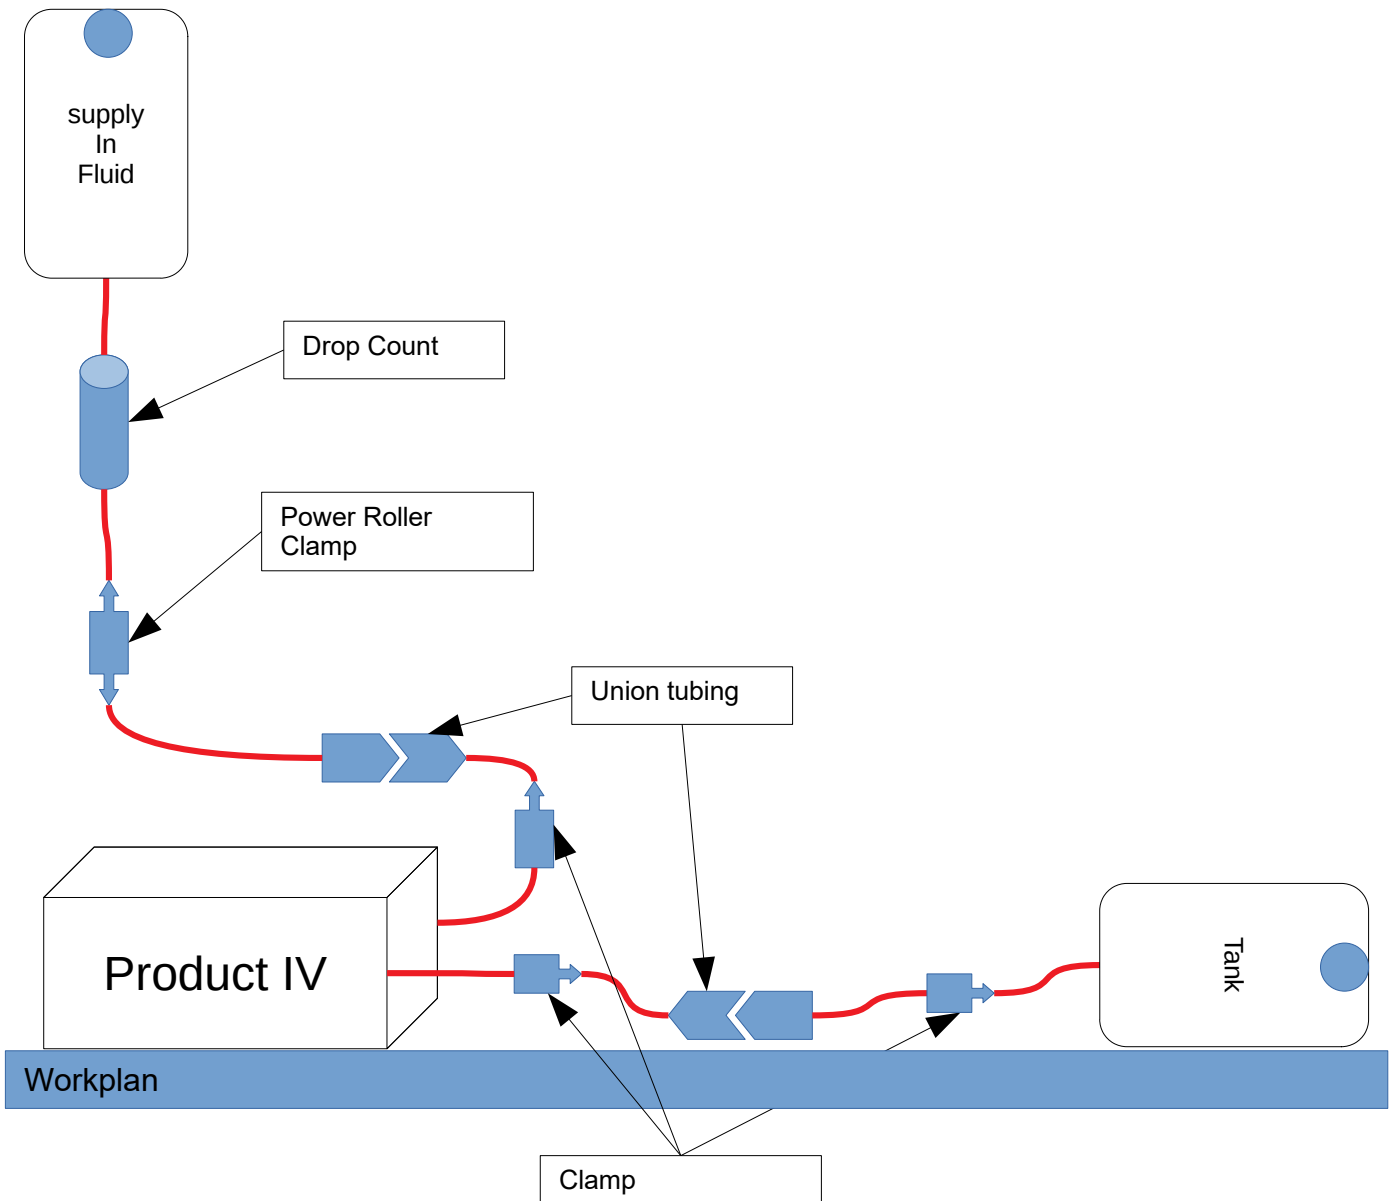 supply
In
Fluid
Drop Count
Power Roller
Clamp
Union tubing
Product IV
Tank
Workplan
Clamp